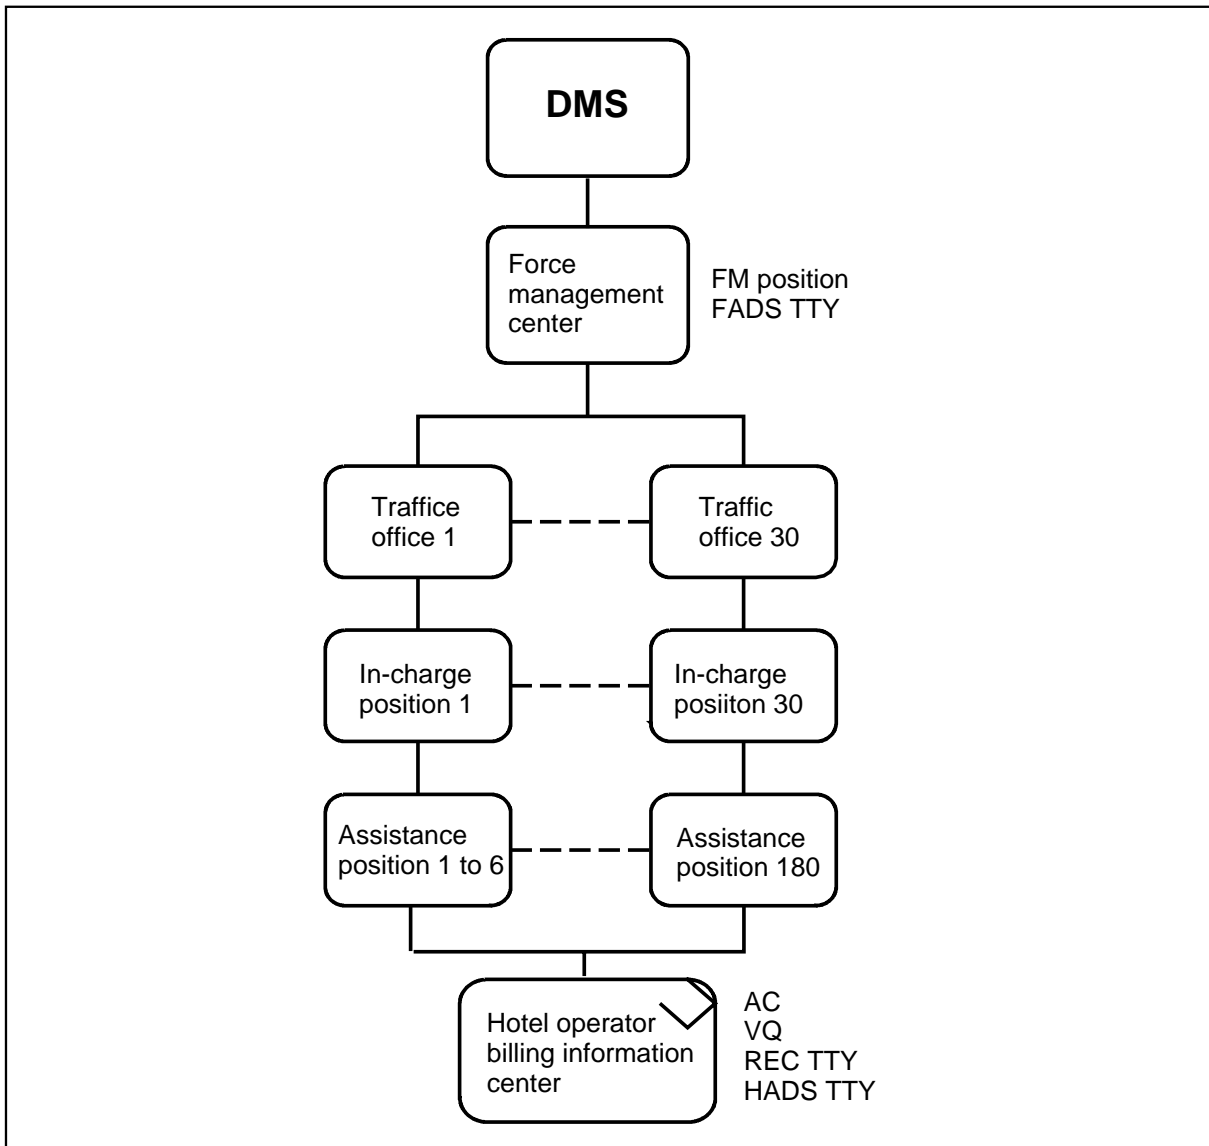 DMS
Force
management
center
FM position
FADS TTY
Traffice
office 1
Traffic
office 30
In-charge
position 1
In-charge
posiiton 30
Assistance
position 1 to 6
Assistance
position 180
Hotel operator
billing information
center
AC
VQ
REC TTY
HADS TTY